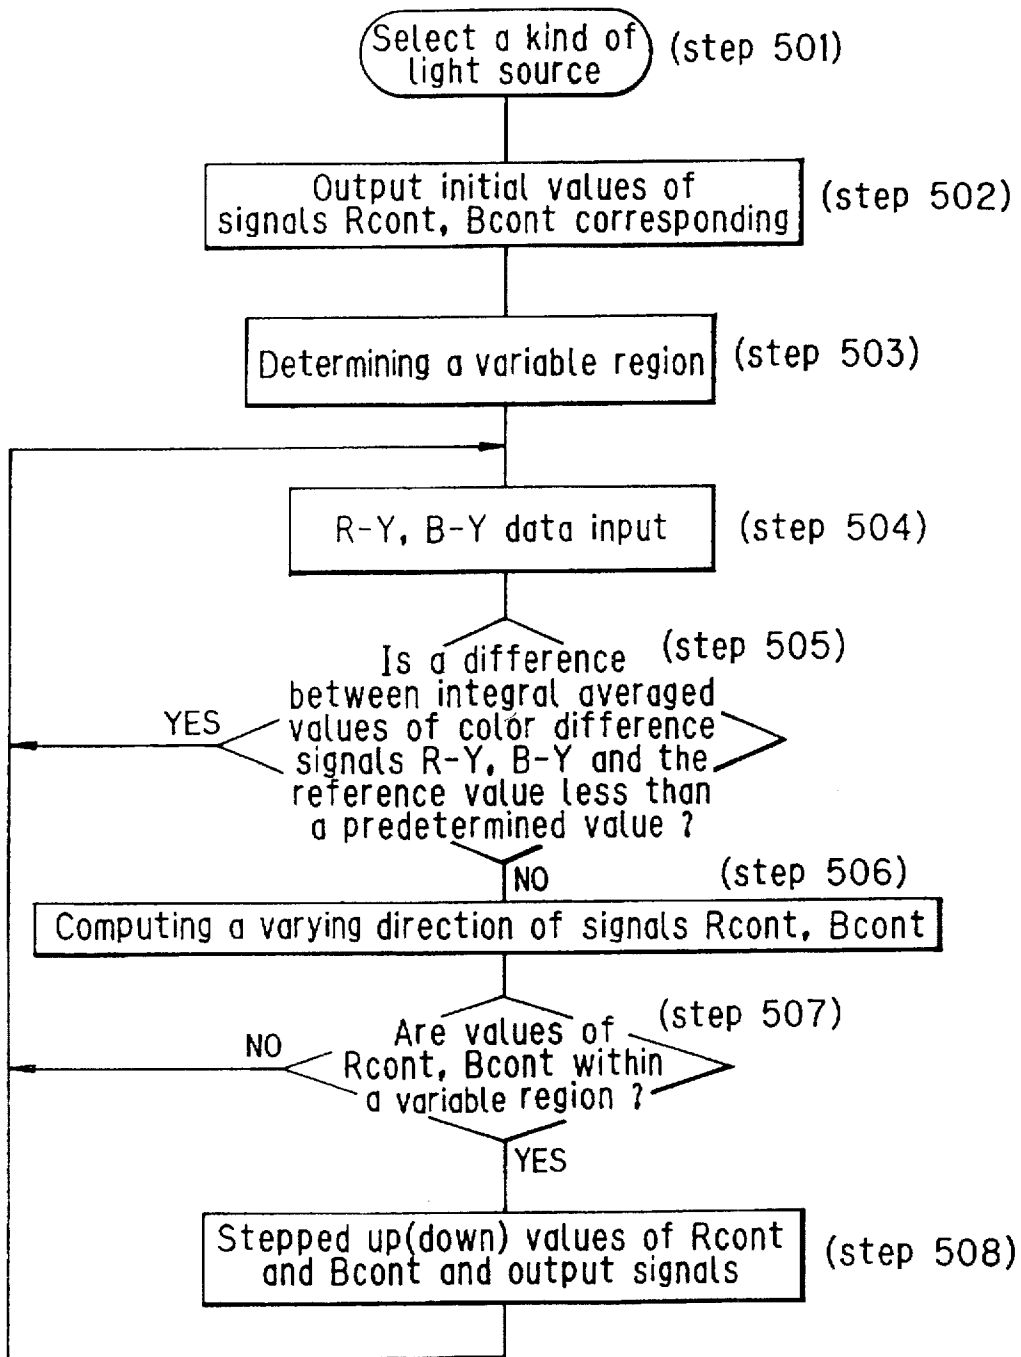 Select a kind of
light source
(step 501)
Output initial values of
signals Rcont, Bcont corresponding
(step 502)
Determining a variable region
(step 503)
R-Y, B-Y data input
(step 504)
Is a difference
between integral averaged
values of color difference
signals R-Y, B-Y and the
reference value less than
a predetermined value ?
(step 505)
YES
NO
(step 506)
Computing a varying direction of signals Rcont, Bcont
Are values of
Rcont, Bcont within
a variable region ?
(step 507)
NO
YES
Stepped up(down) values of Rcont
and Bcont and output signals
(step 508)